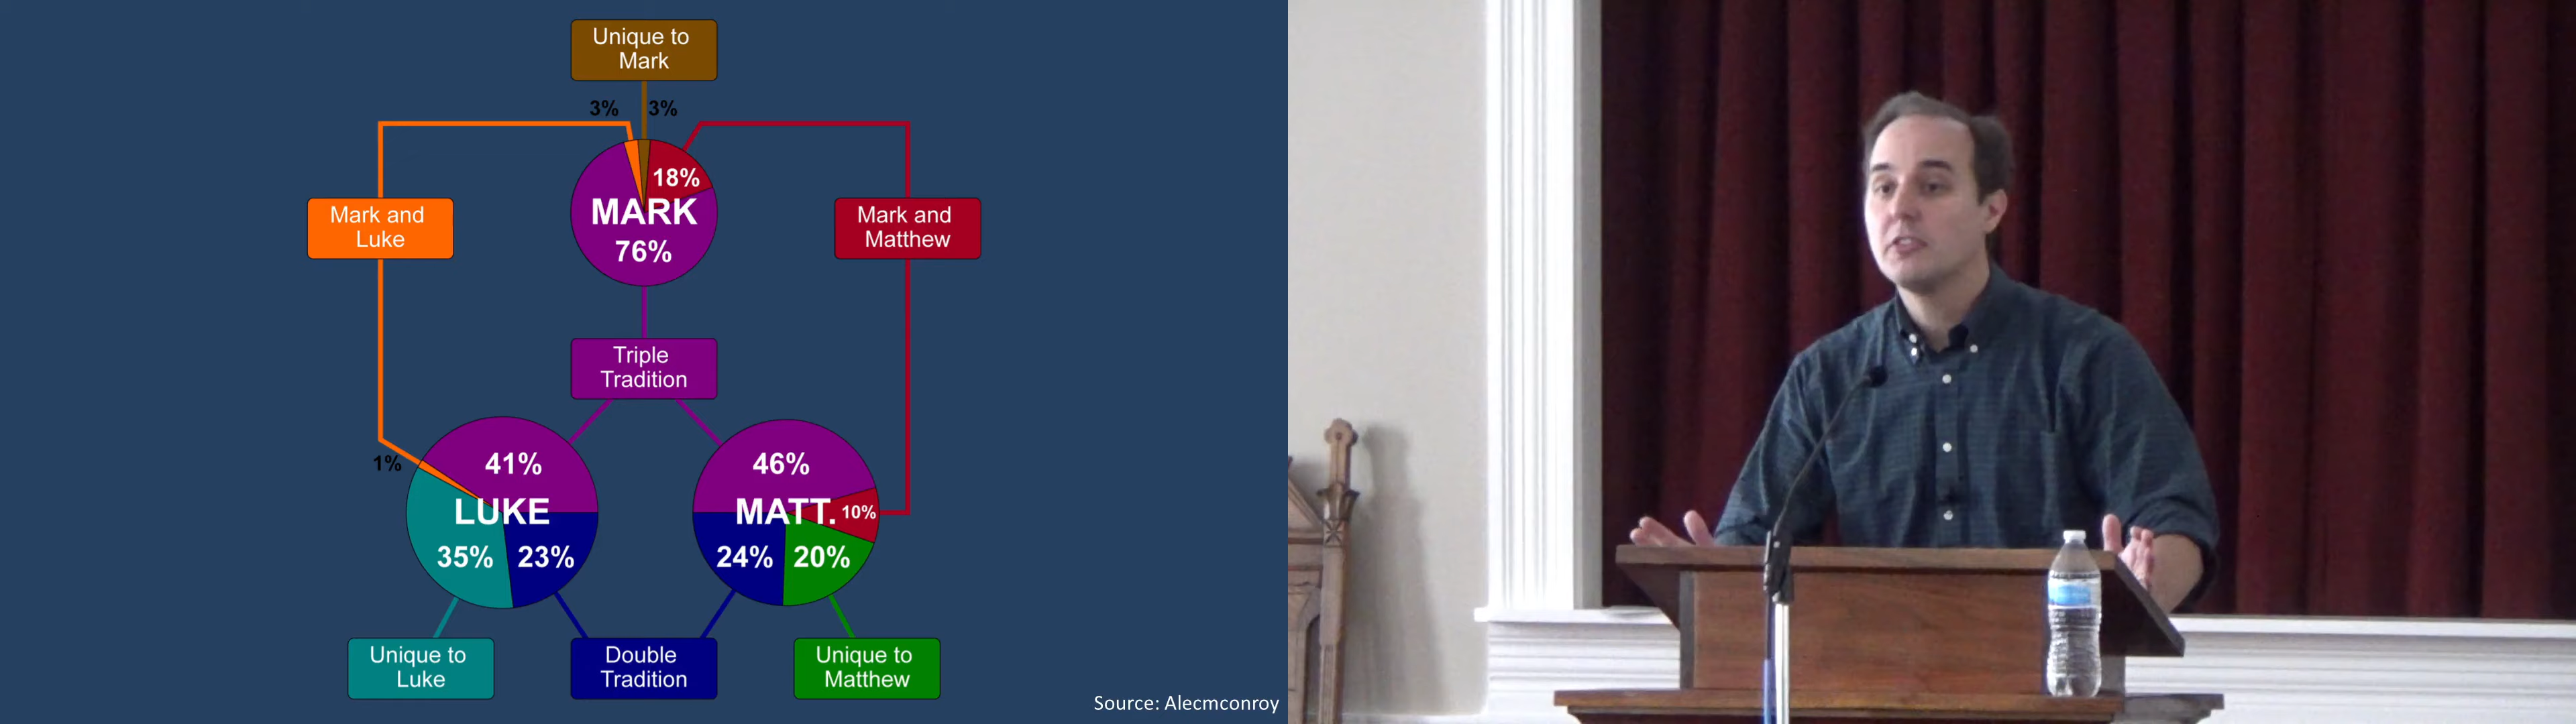 Unique to
Mark
3%
3%
18%
MARK
76%
Mark and
Luke
Mark and
Matthew
Triple
Tradition
1%
41%
LUKE
35%
23%
46%
MATT.
10%
24%
20%
Unique to
Luke
Double
Tradition
Unique to
Matthew
Source: Alecmconroy